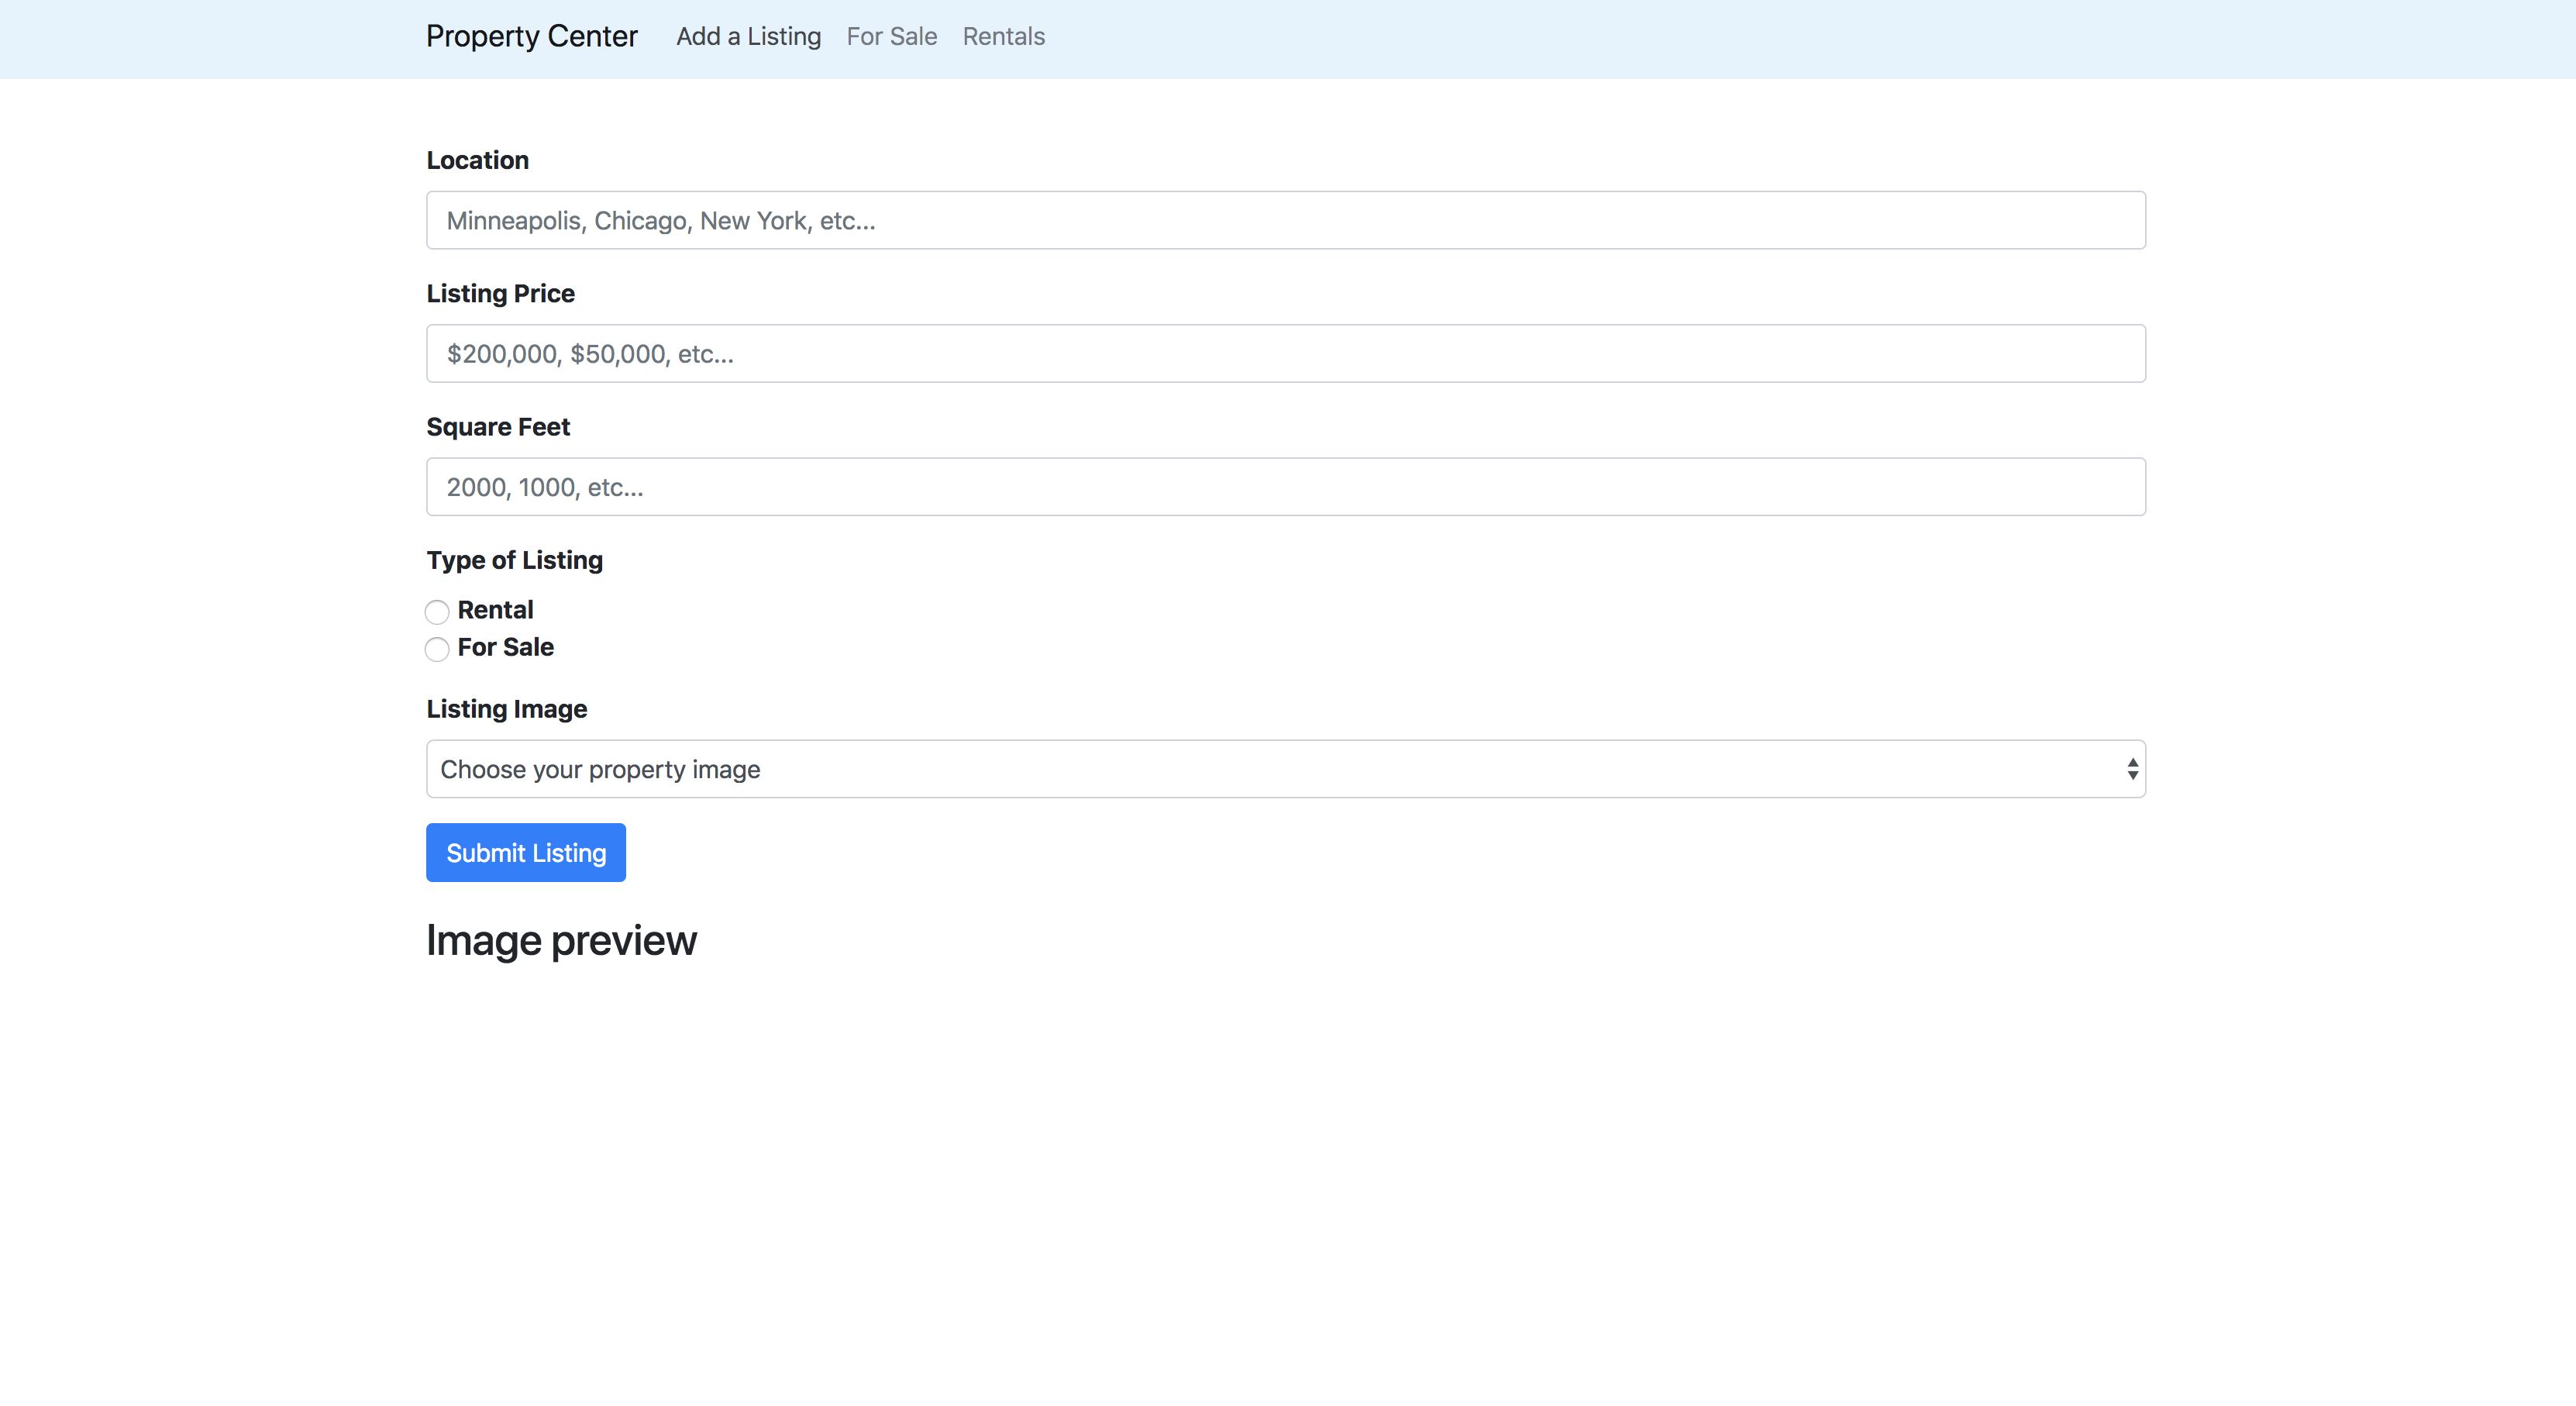 Property Center Add a Listing For Sale Rentals
Location
Minneapolis, Chicago, New York, etc...
Listing Price
$200,000, $50,000, etc...
Square Feet
2000, 1000, etc...
Type of Listing
Rental
For Sale
Listing Image
Choose your property image
Submit Listing
Image preview